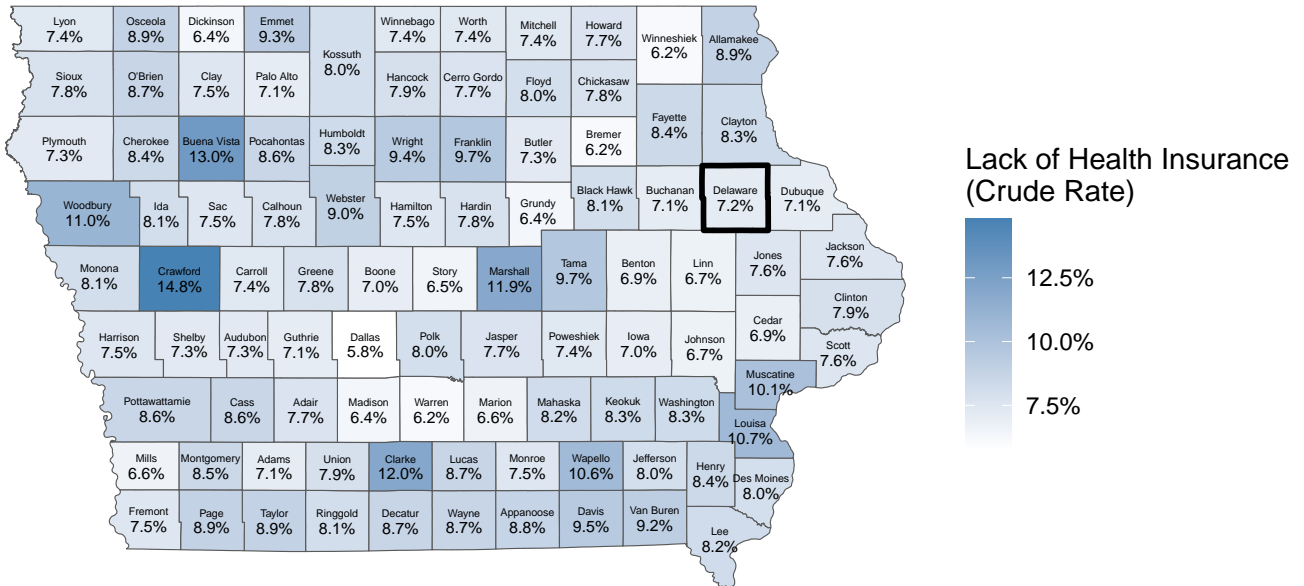 Lyon
7.4%
Osceola
8.9%
Dickinson
6.4%
Emmet
9.3%
Kossuth
8.0%
Winnebago
7.4%
Worth
7.4%
Mitchell
7.4%
Howard
7.7%
Winneshiek
6.2%
Allamakee
8.9%
Sioux
7.8%
O'Brien
8.7%
Clay
7.5%
Palo Alto
7.1%
Hancock
7.9%
Cerro Gordo
7.7%
Floyd
8.0%
Chickasaw
7.8%
Fayette
8.4%
Clayton
8.3%
Plymouth
7.3%
Cherokee
8.4%
Buena Vista
13.0%
Pocahontas
8.6%
Humboldt
8.3%
Wright
9.4%
Franklin
9.7%
Butler
7.3%
Bremer
6.2%
Woodbury
11.0%
Ida
8.1%
Sac
7.5%
Calhoun
7.8%
Webster
9.0%
Hamilton
7.5%
Hardin
7.8%
Grundy
6.4%
Black Hawk
8.1%
Buchanan
7.1%
Delaware
7.2%
Dubuque
7.1%
Monona
8.1%
Crawford
14.8%
Carroll
7.4%
Greene
7.8%
Boone
7.0%
Story
6.5%
Marshall
11.9%
Tama
9.7%
Benton
6.9%
Linn
6.7%
Jones
7.6%
Jackson
7.6%
Clinton
7.9%
Harrison
7.5%
Shelby
7.3%
Audubon
7.3%
Guthrie
7.1%
Dallas
5.8%
Polk
8.0%
Jasper
7.7%
Poweshiek
7.4%
Iowa
7.0%
Johnson
6.7%
Cedar
6.9%
Scott
7.6%
Muscatine
10.1%
Pottawattamie
8.6%
Cass
8.6%
Adair
7.7%
Madison
6.4%
Warren
6.2%
Marion
6.6%
Mahaska
8.2%
Keokuk
8.3%
Washington
8.3%
Louisa
10.7%
Mills
6.6%
Montgomery
8.5%
Adams
7.1%
Union
7.9%
Clarke
12.0%
Lucas
8.7%
Monroe
7.5%
Wapello
10.6%
Jefferson
8.0%
Henry
8.4%
Des Moines
8.0%
Fremont
7.5%
Page
8.9%
Taylor
8.9%
Ringgold
8.1%
Decatur
8.7%
Wayne
8.7%
Appanoose
8.8%
Davis
9.5%
Van Buren
9.2%
Lee
8.2%
Lack of Health Insurance
(Crude Rate)
12.5%
10.0%
7.5%